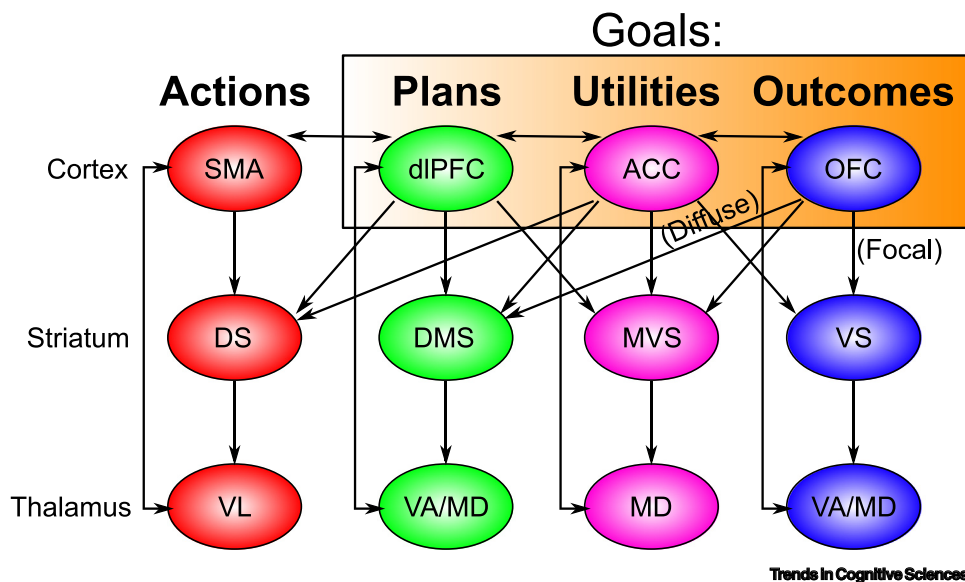 Goals:
Actions Plans Utilities Outcomes
Cortex SMA dlPFC ACC OFC
(Diffuse)
(Focal)
Striatum DS DMS MVS VS
Thalamus VL VA/MD MD VA/MD
Trends in Cognitive Sciences